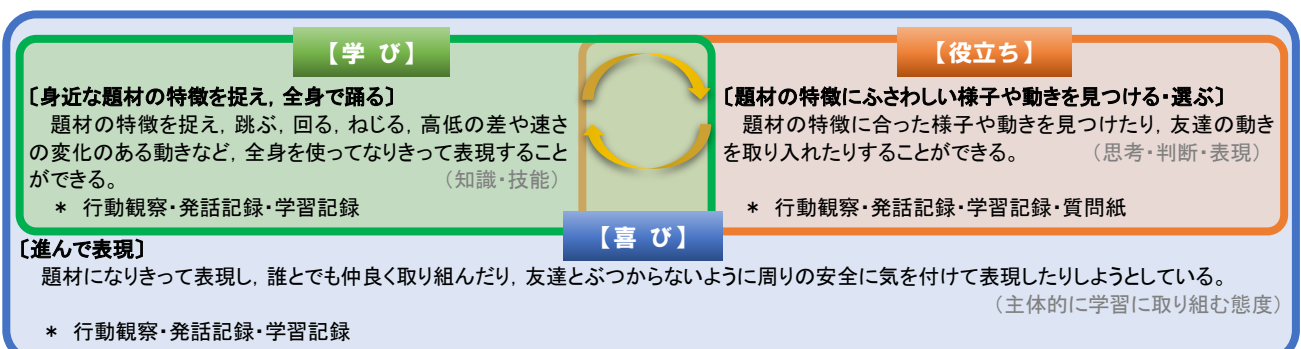 【学 び】
〔身近な題材の特徴を捉え，全身で踊る〕
題材の特徴を捉え，跳ぶ，回る，ねじる，高低の差や速さ
の変化のある動きなど，全身を使ってなりきって表現すること
ができる。 （知識・技能）
＊ 行動観察・発話記録・学習記録
【役立ち】
〔題材の特徴にふさわしい様子や動きを見つける・選ぶ〕
題材の特徴に合った様子や動きを見つけたり，友達の動き
を取り入れたりすることができる。 （思考・判断・表現）
＊ 行動観察・発話記録・学習記録・質問紙
【喜 び】
〔進んで表現〕
題材になりきって表現し，誰とでも仲良く取り組んだり，友達とぶつからないように周りの安全に気を付けて表現したりしようとしている。
（主体的に学習に取り組む態度）
＊ 行動観察・発話記録・学習記録